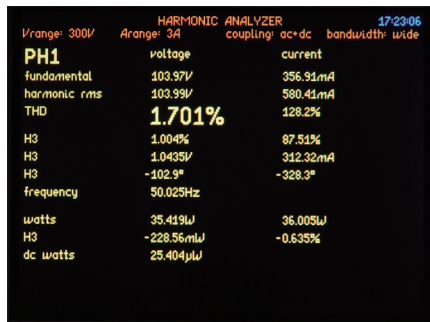 HARMONIC ANALYZER 17:23:06
Vrange: 300V Arange: 3A coupling: ac+dc bandwidth: wide
PH1 voltage current
fundamental 103.97V 356.91mA
harmonic rms 103.99V 580.41mA
THD 1.701% 128.2%
H3 1.004% 87.51%
H3 1.0435V 312.32mA
H3 -102.9° -328.3°
frequency 50.025Hz
watts 35.419W 36.005W
H3 -228.56mW -0.635%
dc watts 25.404µW